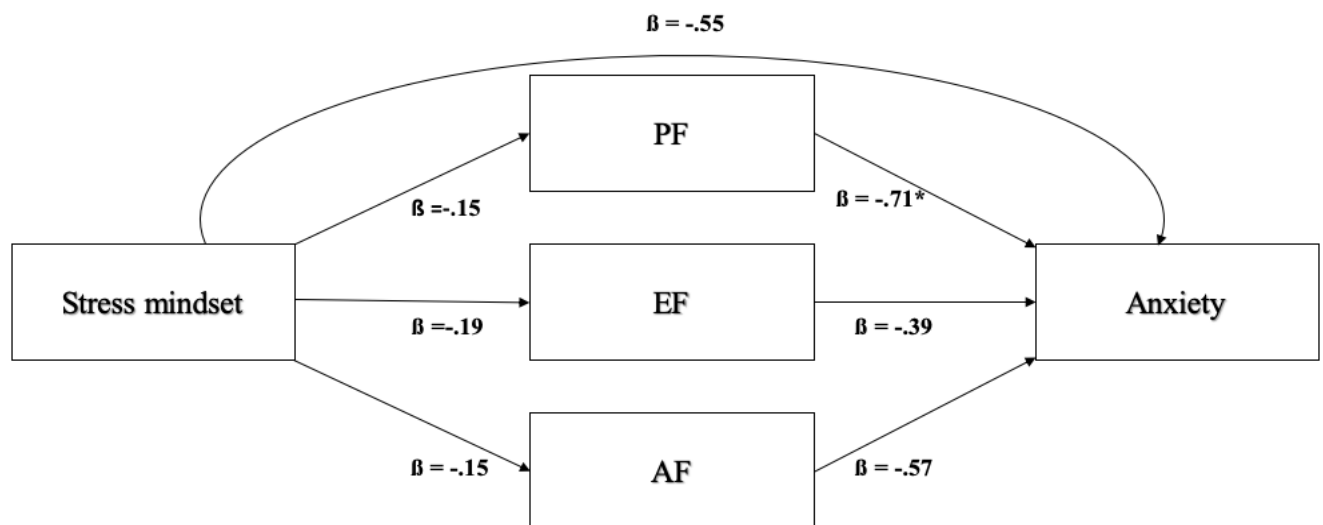 ß = -.55
PF
ß =-.15
ß = -.71*
Stress mindset
EF
Anxiety
ß =-.19
ß = -.39
AF
ß = -.15
ß = -.57